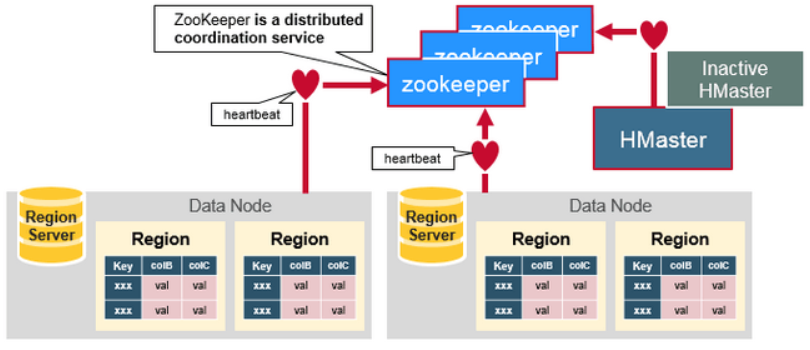 ZooKeeper is a distributed
coordination service
zookeeper
zookeeper
zookeeper
Inactive
HMaster
HMaster
heartbeat
heartbeat
Data Node
Region
Server
Region
Key colB colC
xxx val val
xxx val val
Region
Key colB colC
xxx val val
xxx val val
Data Node
Region
Server
Region
Key colB colC
xxx val val
xxx val val
Region
Key colB colC
xxx val val
xxx val val